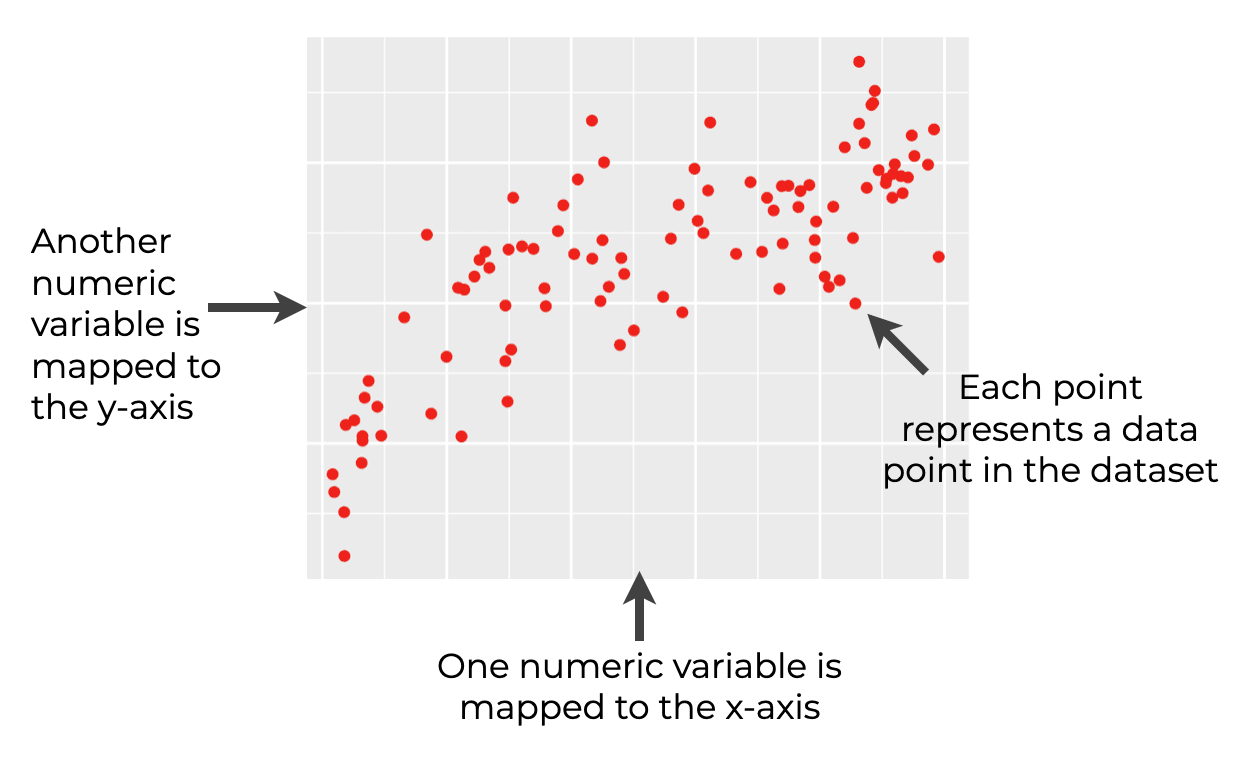 Another
numeric
variable is
mapped to
the y-axis
Each point
represents a data
point in the dataset
One numeric variable is
mapped to the x-axis